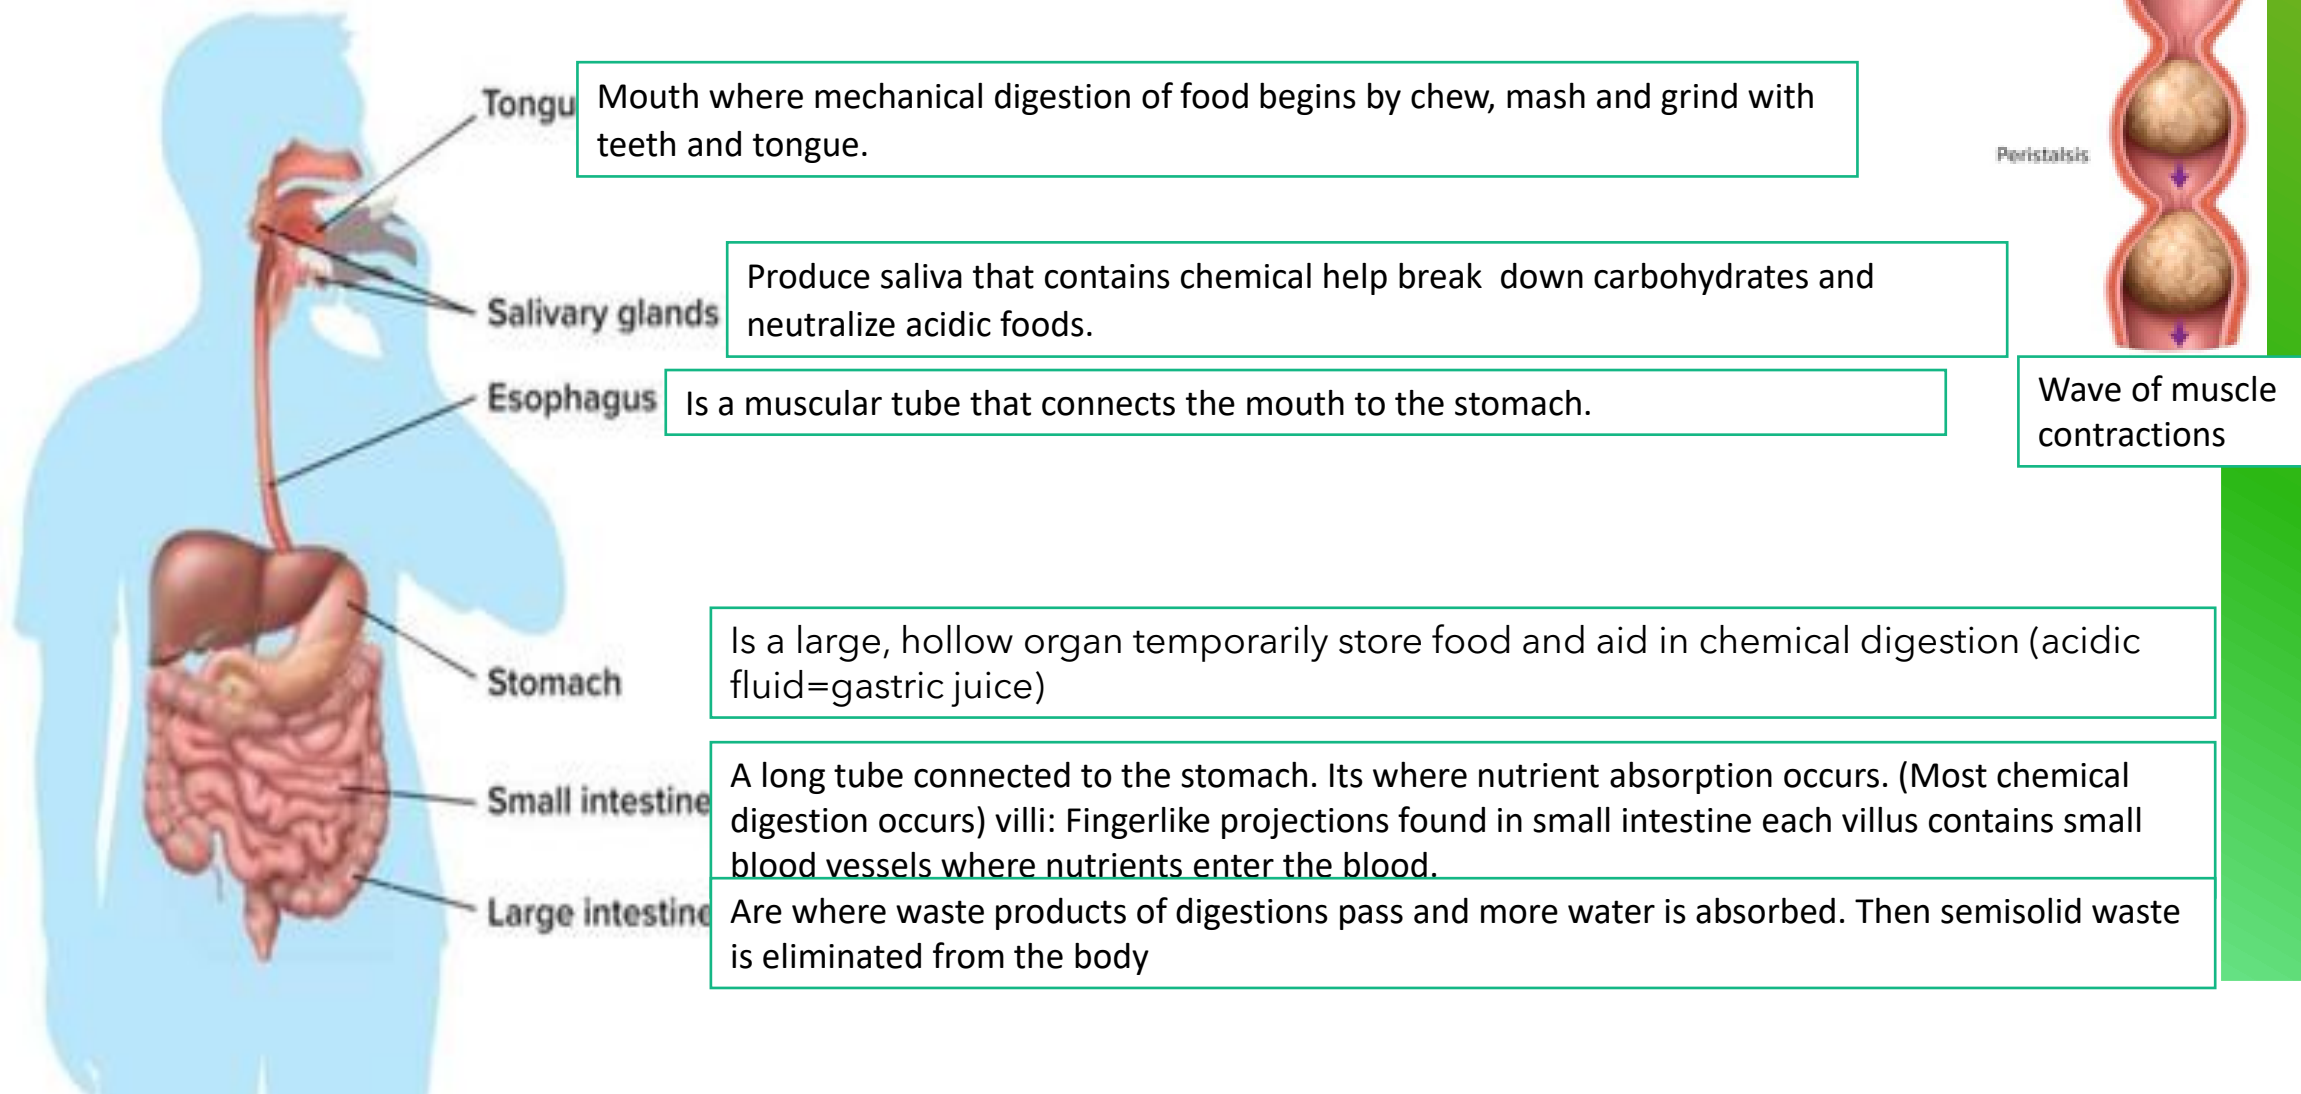 Tongu
Mouth where mechanical digestion of food begins by chew, mash and grind with
teeth and tongue.
Peristalsis
Salivary glands
Produce saliva that contains chemical help break  down carbohydrates and
neutralize acidic foods.
Esophagus
Is a muscular tube that connects the mouth to the stomach.
Wave of muscle
contractions
Stomach
Is a large, hollow organ temporarily store food and aid in chemical digestion (acidic
fluid=gastric juice)
Small intestine
A long tube connected to the stomach. Its where nutrient absorption occurs. (Most chemical
digestion occurs) villi: Fingerlike projections found in small intestine each villus contains small
blood vessels where nutrients enter the blood.
Large intestine
Are where waste products of digestions pass and more water is absorbed. Then semisolid waste
is eliminated from the body